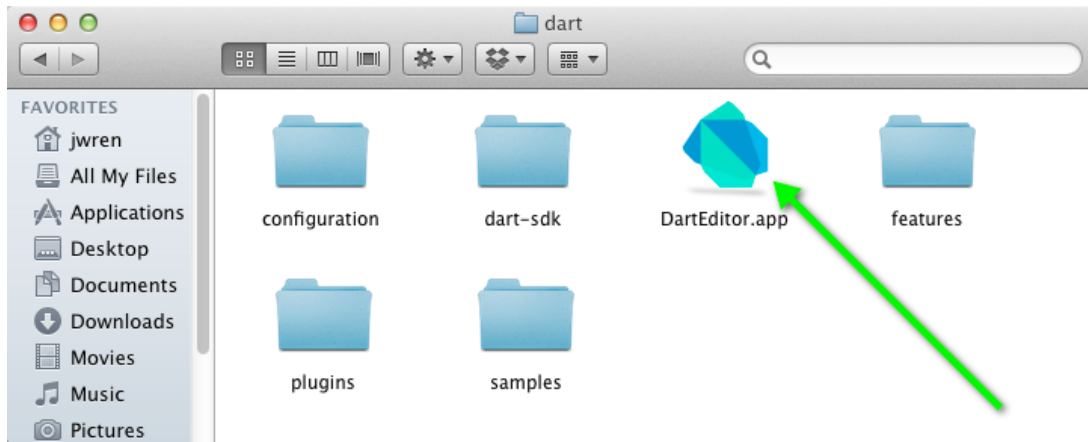 dart
FAVORITES
jwren
All My Files
Applications
Desktop
Documents
Downloads
Movies
Music
Pictures
configuration
dart-sdk
DartEditor.app
features
plugins
samples